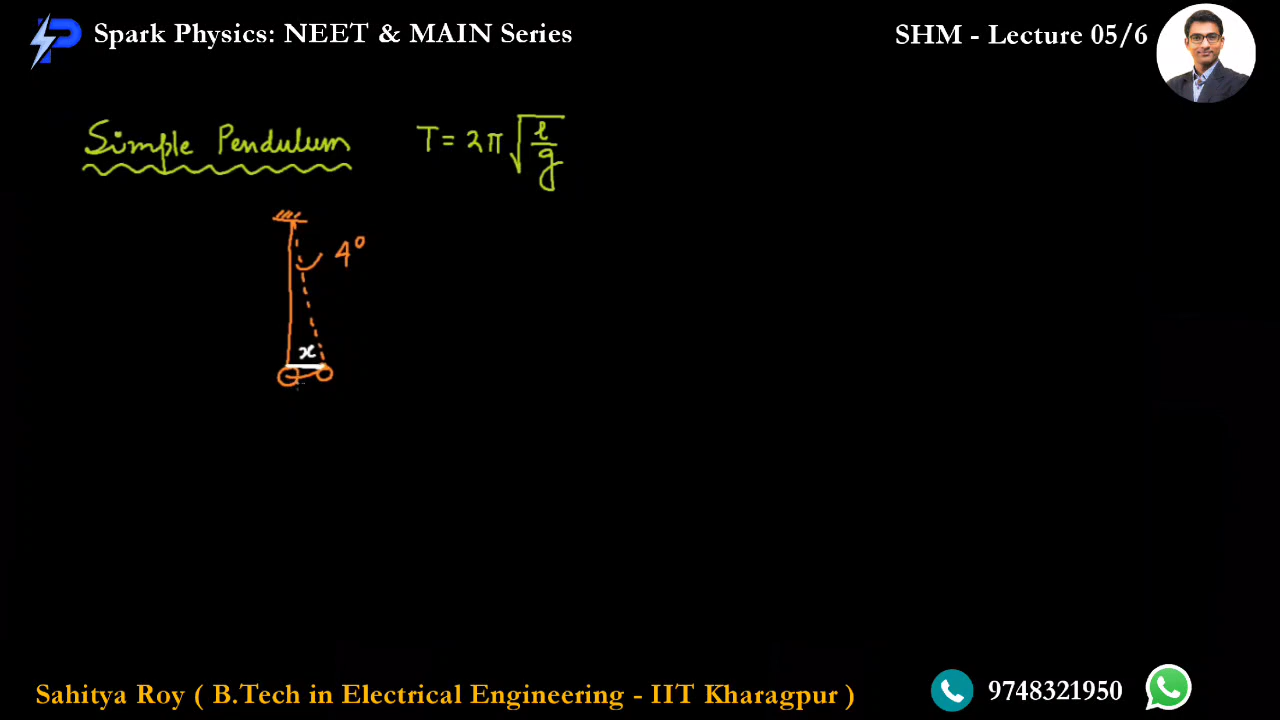 Spark Physics: NEET & MAIN Series
SHM - Lecture 05/6
Simple Pendulum T = 2π√(l/g)
4°
x
Sahitya Roy ( B.Tech in Electrical Engineering - IIT Kharagpur )
9748321950